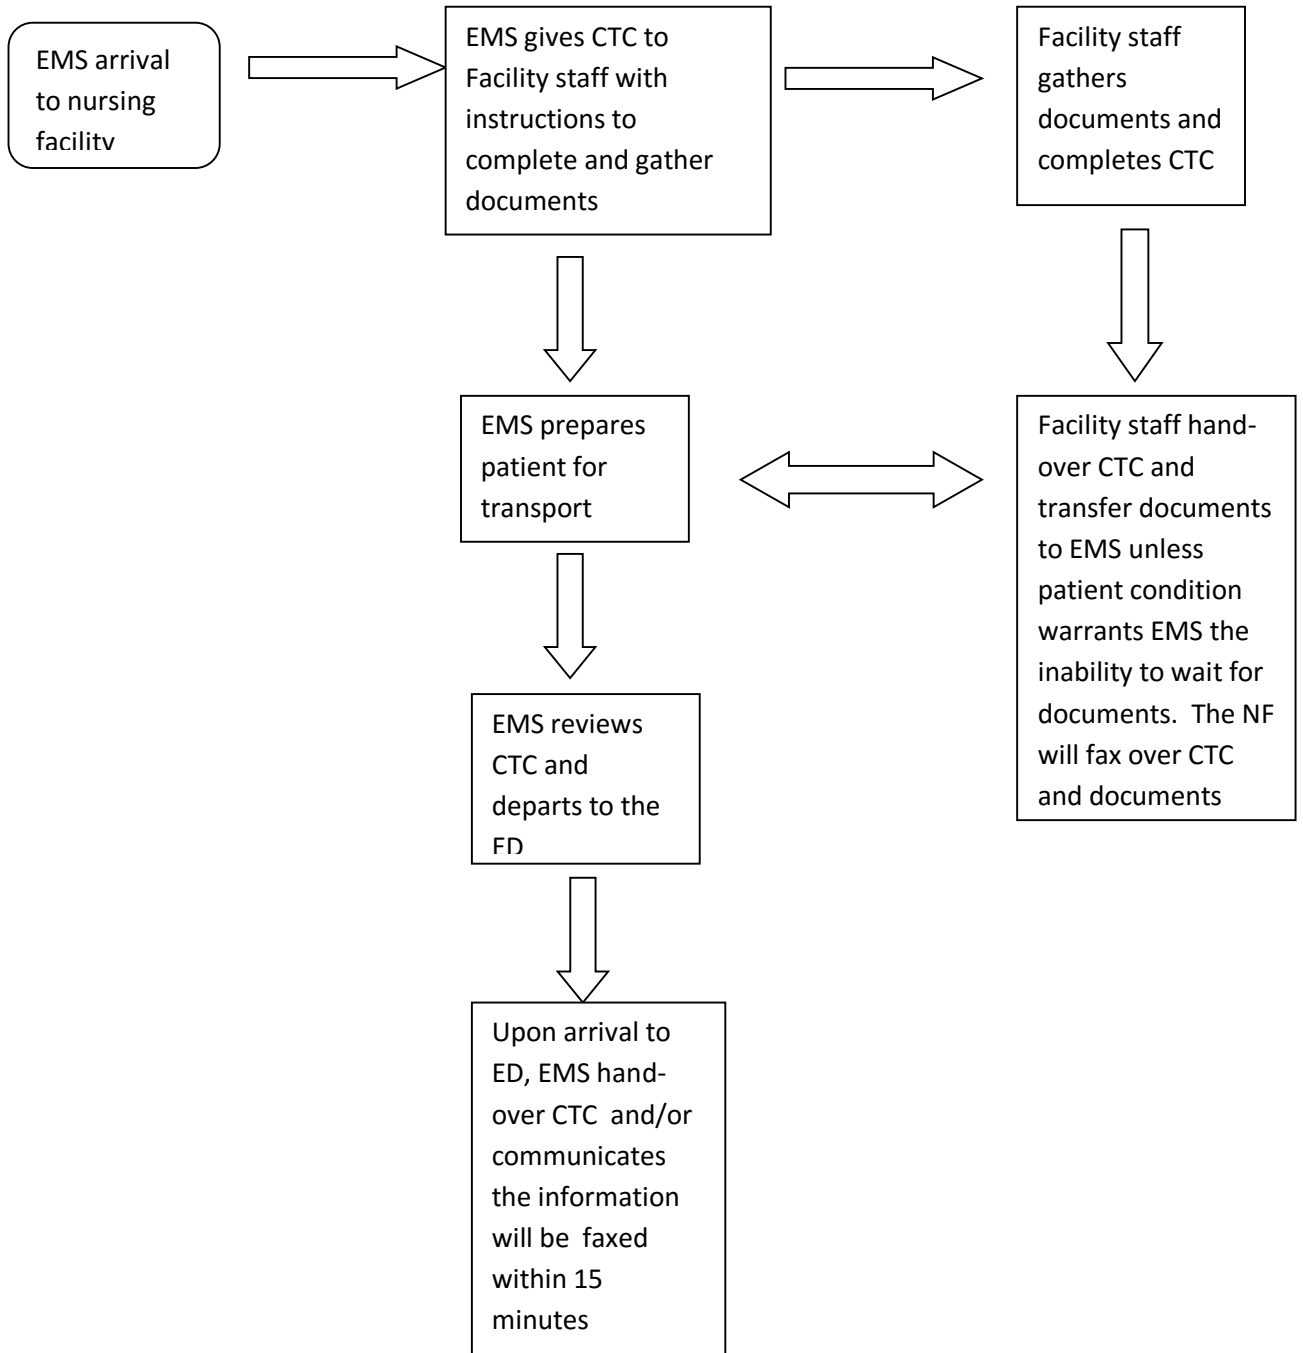 EMS arrival
to nursing
facility
EMS gives CTC to
Facility staff with
instructions to
complete and gather
documents
Facility staff
gathers
documents and
completes CTC
EMS prepares
patient for
transport
Facility staff hand-
over CTC and
transfer documents
to EMS unless
patient condition
warrants EMS the
inability to wait for
documents.  The NF
will fax over CTC
and documents
EMS reviews
CTC and
departs to the
ED
Upon arrival to
ED, EMS hand-
over CTC  and/or
communicates
the information
will be  faxed
within 15
minutes